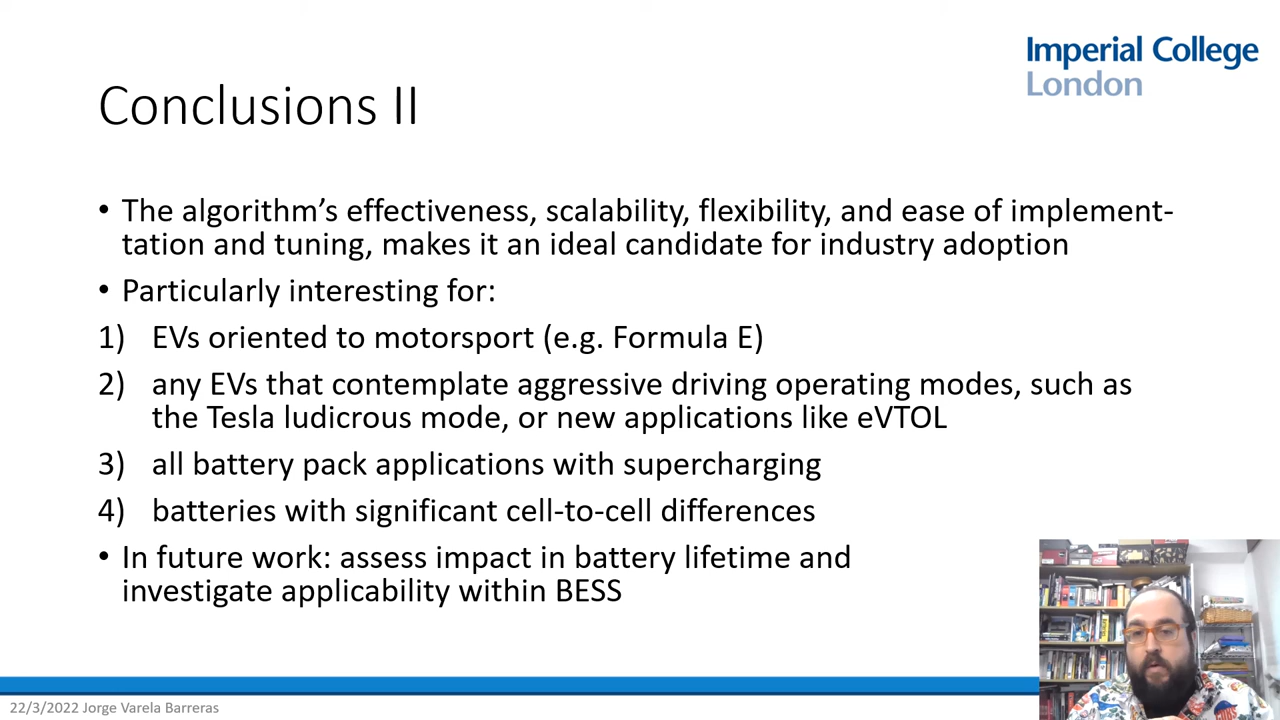 Imperial College
London
Conclusions II
• The algorithm's effectiveness, scalability, flexibility, and ease of implement-
tation and tuning, makes it an ideal candidate for industry adoption
• Particularly interesting for:
1) EVs oriented to motorsport (e.g. Formula E)
2) any EVs that contemplate aggressive driving operating modes, such as
the Tesla ludicrous mode, or new applications like eVTOL
3) all battery pack applications with supercharging
4) batteries with significant cell-to-cell differences
• In future work: assess impact in battery lifetime and
investigate applicability within BESS
22/3/2022 Jorge Varela Barreras